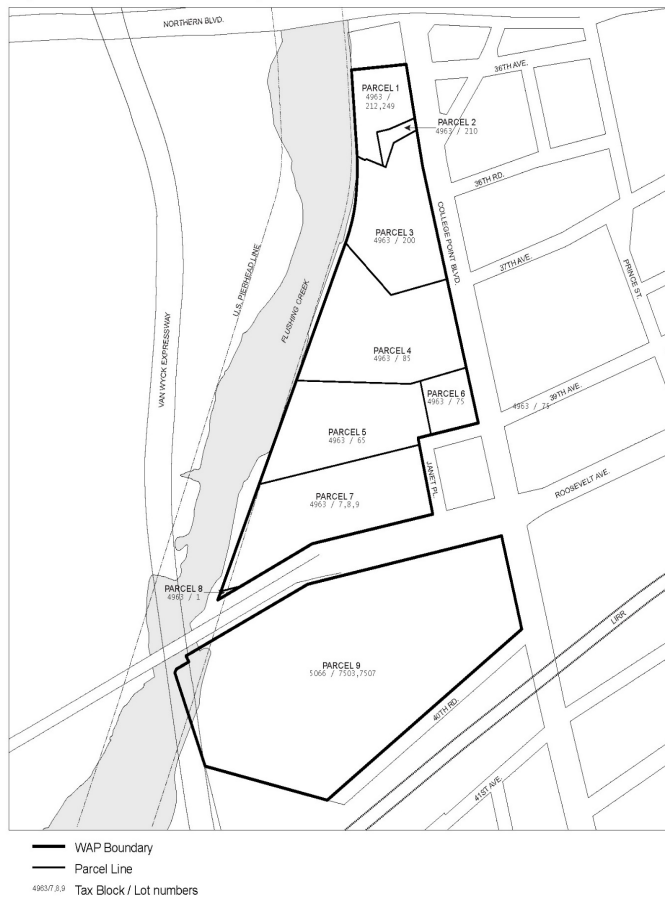 NORTHERN BLVD.
36TH AVE.
PARCEL 1
4963 /
212,249
PARCEL 2
4963 / 210
36TH RD.
COLLEGE POINT BLVD.
PARCEL 3
4963 / 200
U.S. PIERHEAD LINE
37TH AVE.
PRINCE ST.
FLUSHING CREEK
VAN WYCK EXPRESSWAY
PARCEL 4
4963 / 85
PARCEL 6
4963 / 75
39TH AVE.
4963 / 75
PARCEL 5
4963 / 65
JANET PL.
ROOSEVELT AVE.
PARCEL 7
4963 / 7,8,9
PARCEL 8
4963 / 1
LIRR
PARCEL 9
5066 / 7503,7507
40TH RD.
41ST AVE.
WAP Boundary
Parcel Line
4963/7,8,9 Tax Block / Lot numbers